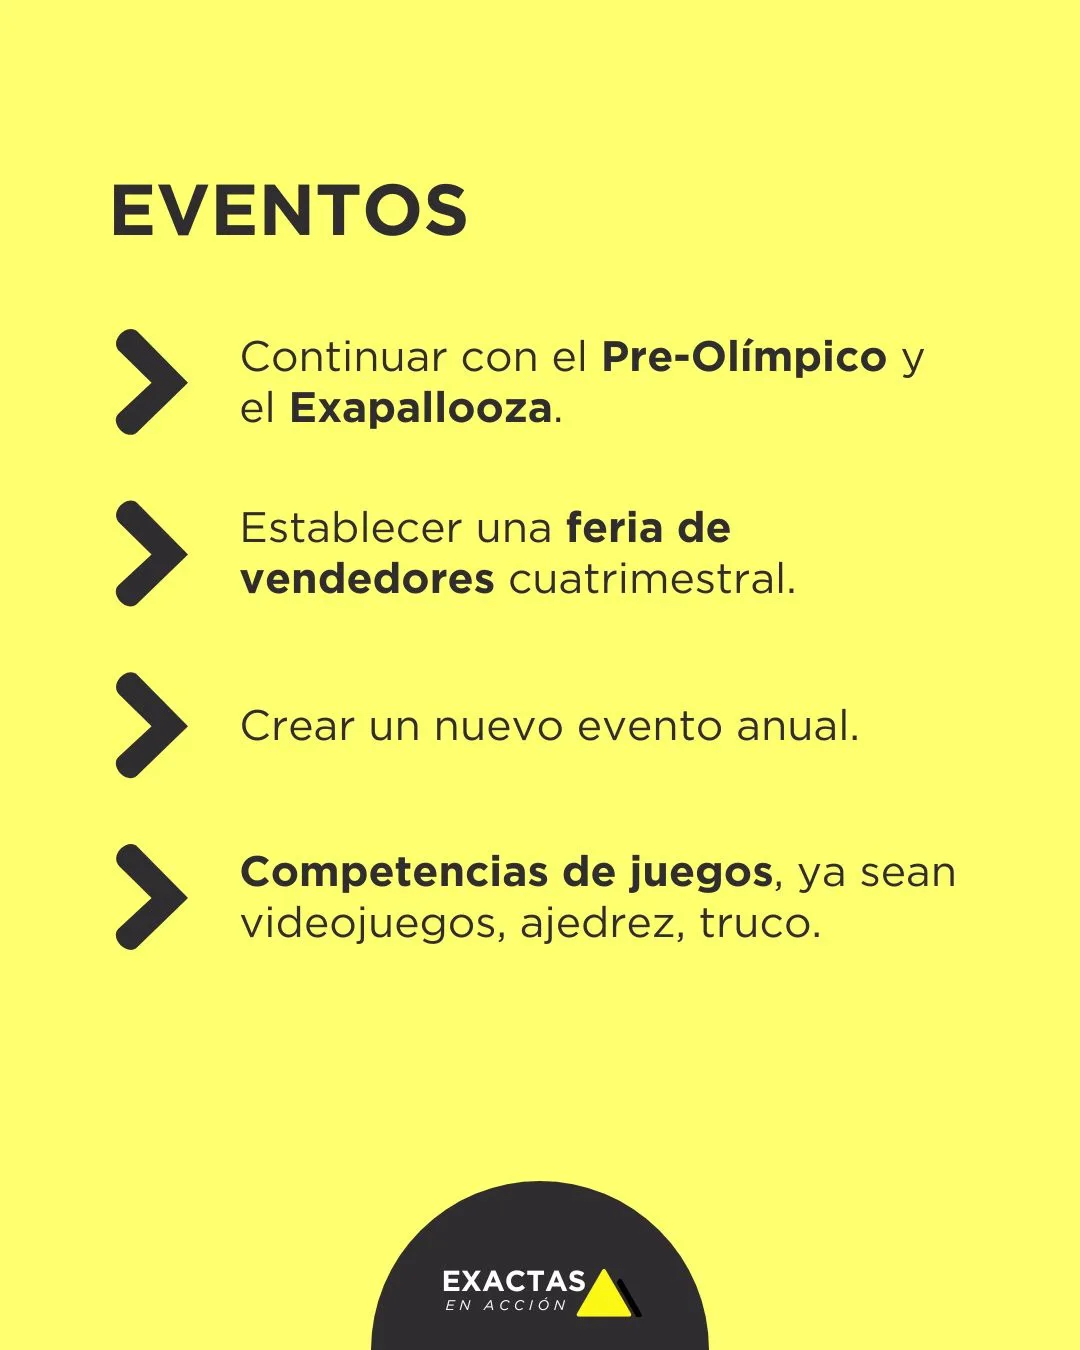 EVENTOS
Continuar con el Pre-Olímpico y
el Exapallooza.
Establecer una feria de
vendedores cuatrimestral.
Crear un nuevo evento anual.
Competencias de juegos, ya sean
videojuegos, ajedrez, truco.
EXACTAS
EN ACCIÓN